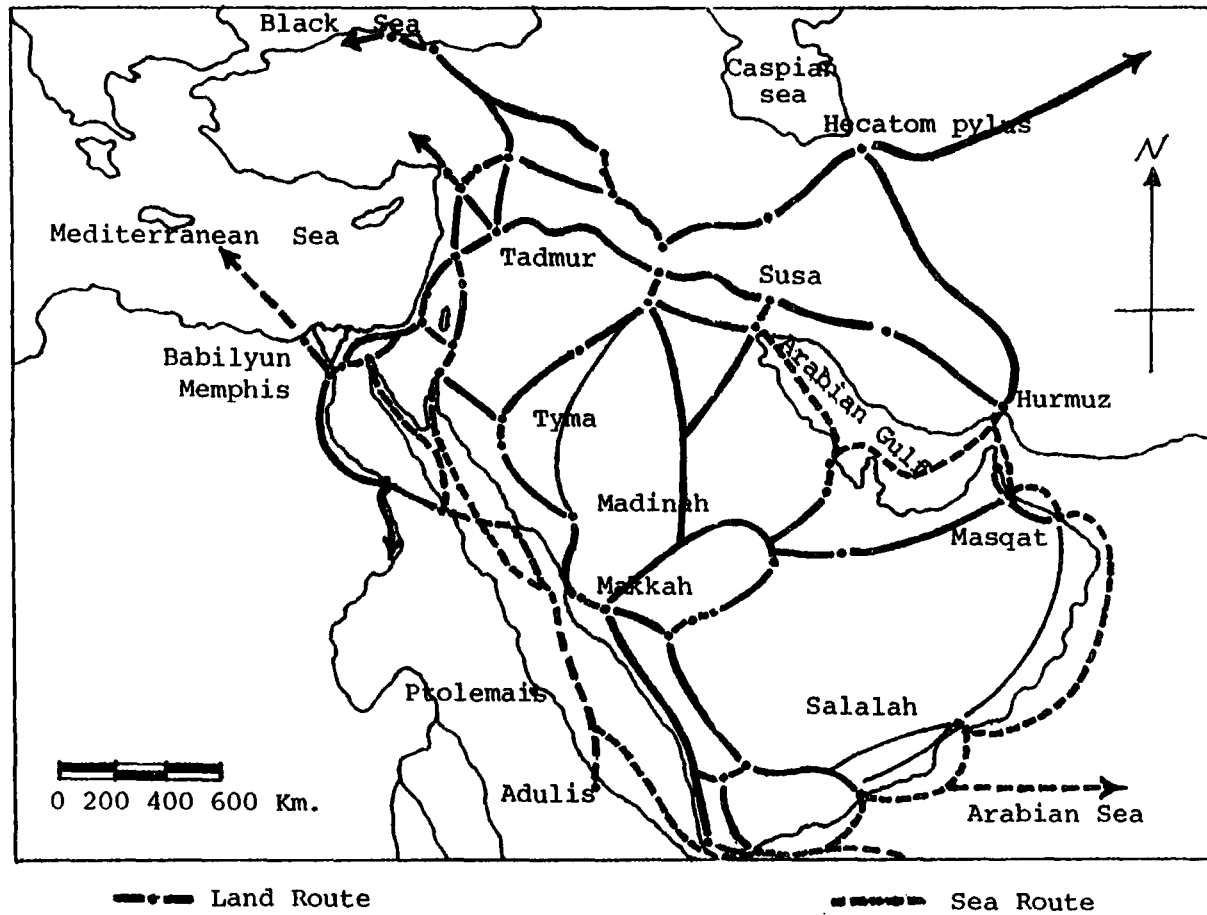 Black Sea
Caspian
sea
Hecatom pylus
N
Mediterranean Sea
Tadmur
Susa
Babilyun
Memphis
Arabian Gulf
Hurmuz
Tyma
Madinah
Masqat
Makkah
Ptolemais
Salalah
0 200 400 600 Km.
Adulis
Arabian Sea
Land Route
Sea Route